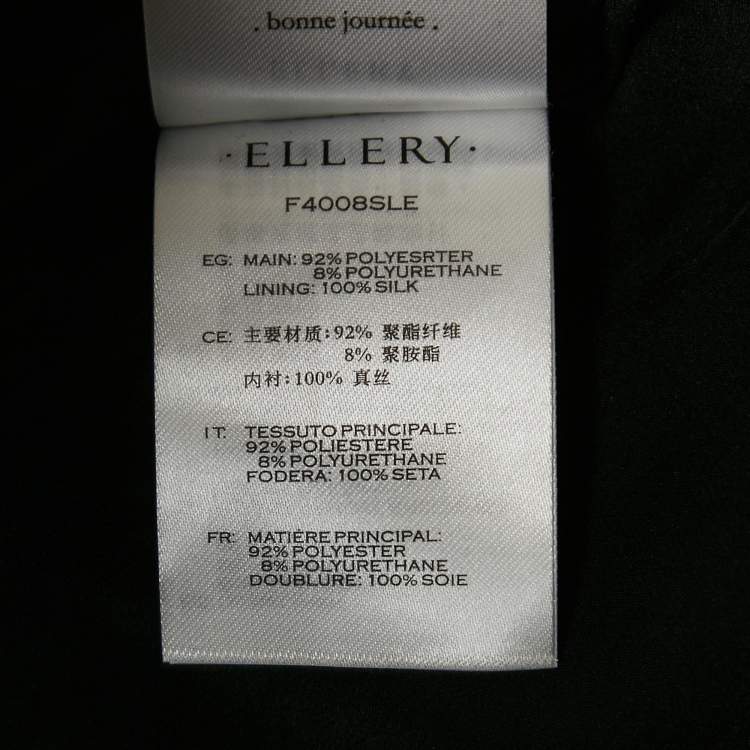 . bonne journée .
· ELLERY ·
F4008SLE
EG: MAIN: 92% POLYESRTER
8% POLYURETHANE
LINING: 100% SILK
CE: 主要材质: 92% 聚酯纤维
8% 聚胺酯
内衬: 100% 真丝
IT: TESSUTO PRINCIPALE:
92% POLIESTERE
8% POLYURETHANE
FODERA: 100% SETA
FR: MATIÈRE PRINCIPAL:
92% POLYESTER
8% POLYURETHANE
DOUBLURE: 100% SOIE